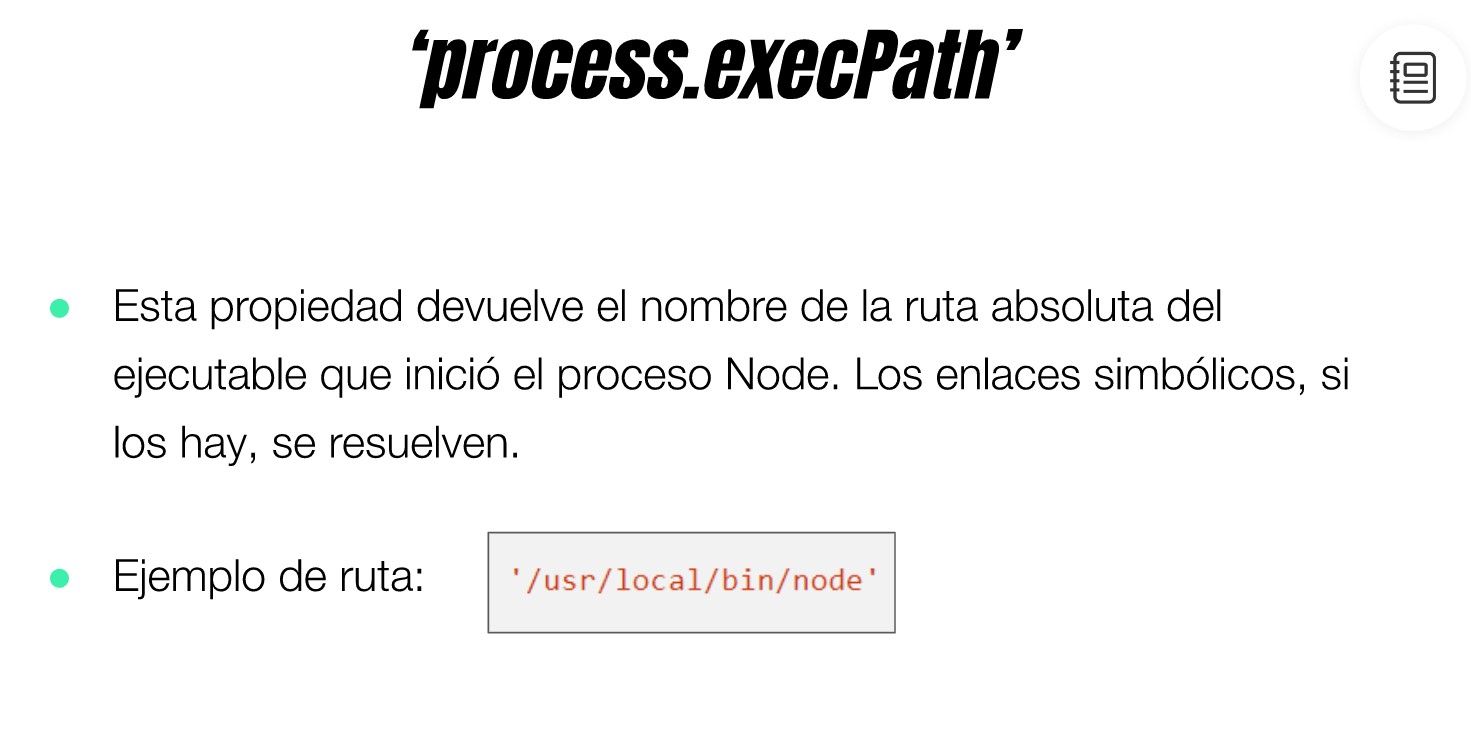 ‘process.execPath’
Esta propiedad devuelve el nombre de la ruta absoluta del
ejecutable que inició el proceso Node. Los enlaces simbólicos, si
los hay, se resuelven.
Ejemplo de ruta:
'/usr/local/bin/node'